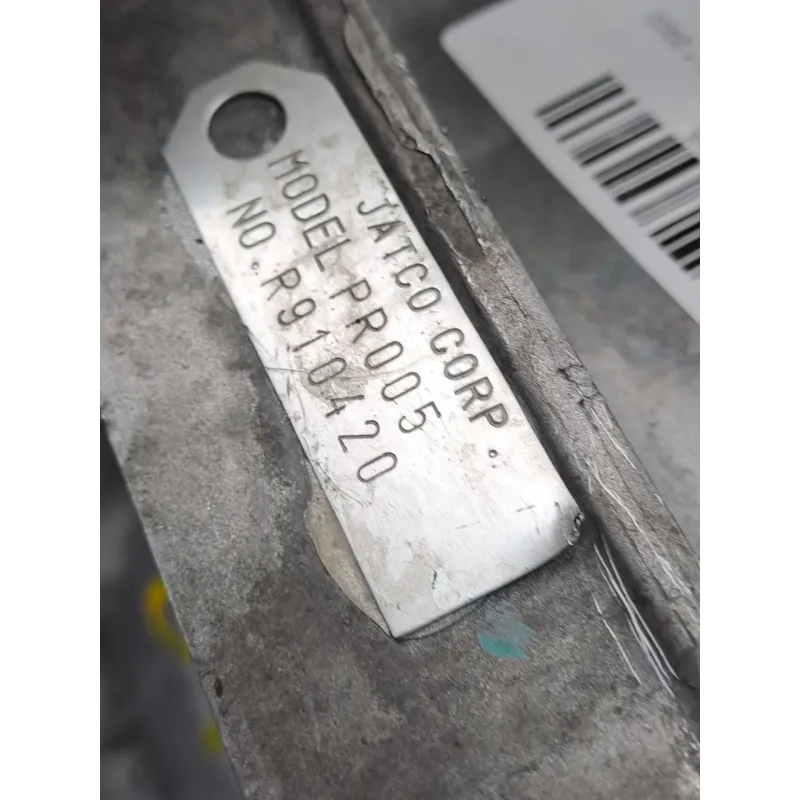 JATCO CORP.
MODEL PR005
NO. R910420